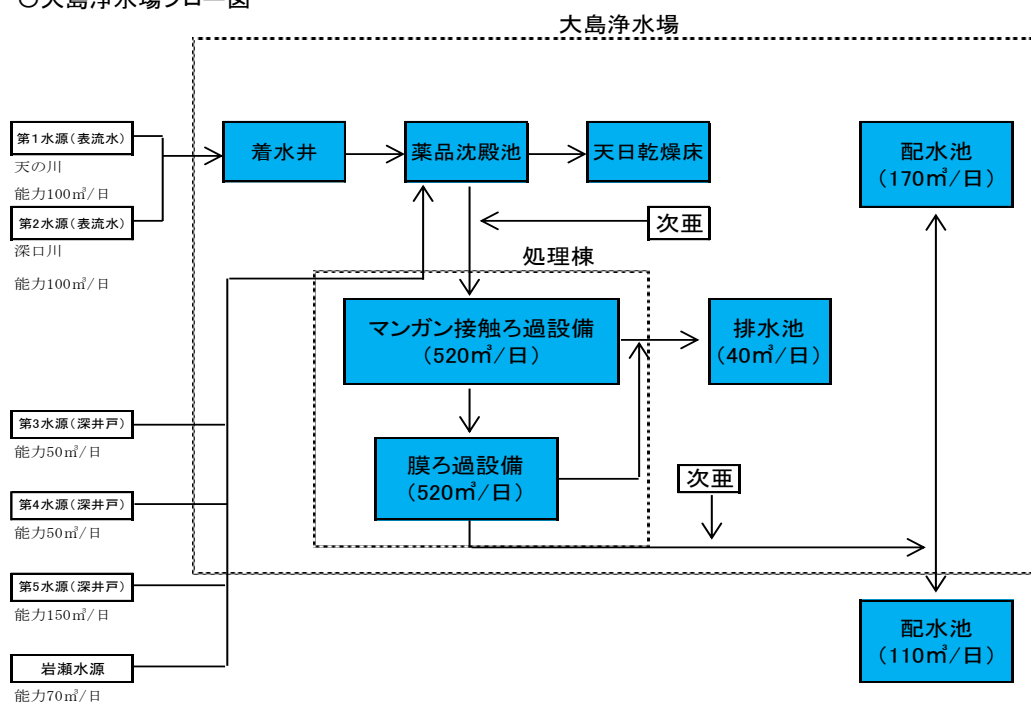 ○大島浄水場フロー図
大島浄水場
第1水源(表流水)
天の川
能力100㎥/日
第2水源(表流水)
深口川
能力100㎥/日
着水井
薬品沈殿池
天日乾燥床
配水池
(170㎥/日)
次亜
処理棟
マンガン接触ろ過設備
(520㎥/日)
排水池
(40㎥/日)
第3水源(深井戸)
能力50㎥/日
膜ろ過設備
(520㎥/日)
次亜
第4水源(深井戸)
能力50㎥/日
第5水源(深井戸)
能力150㎥/日
配水池
(110㎥/日)
岩瀬水源
能力70㎥/日